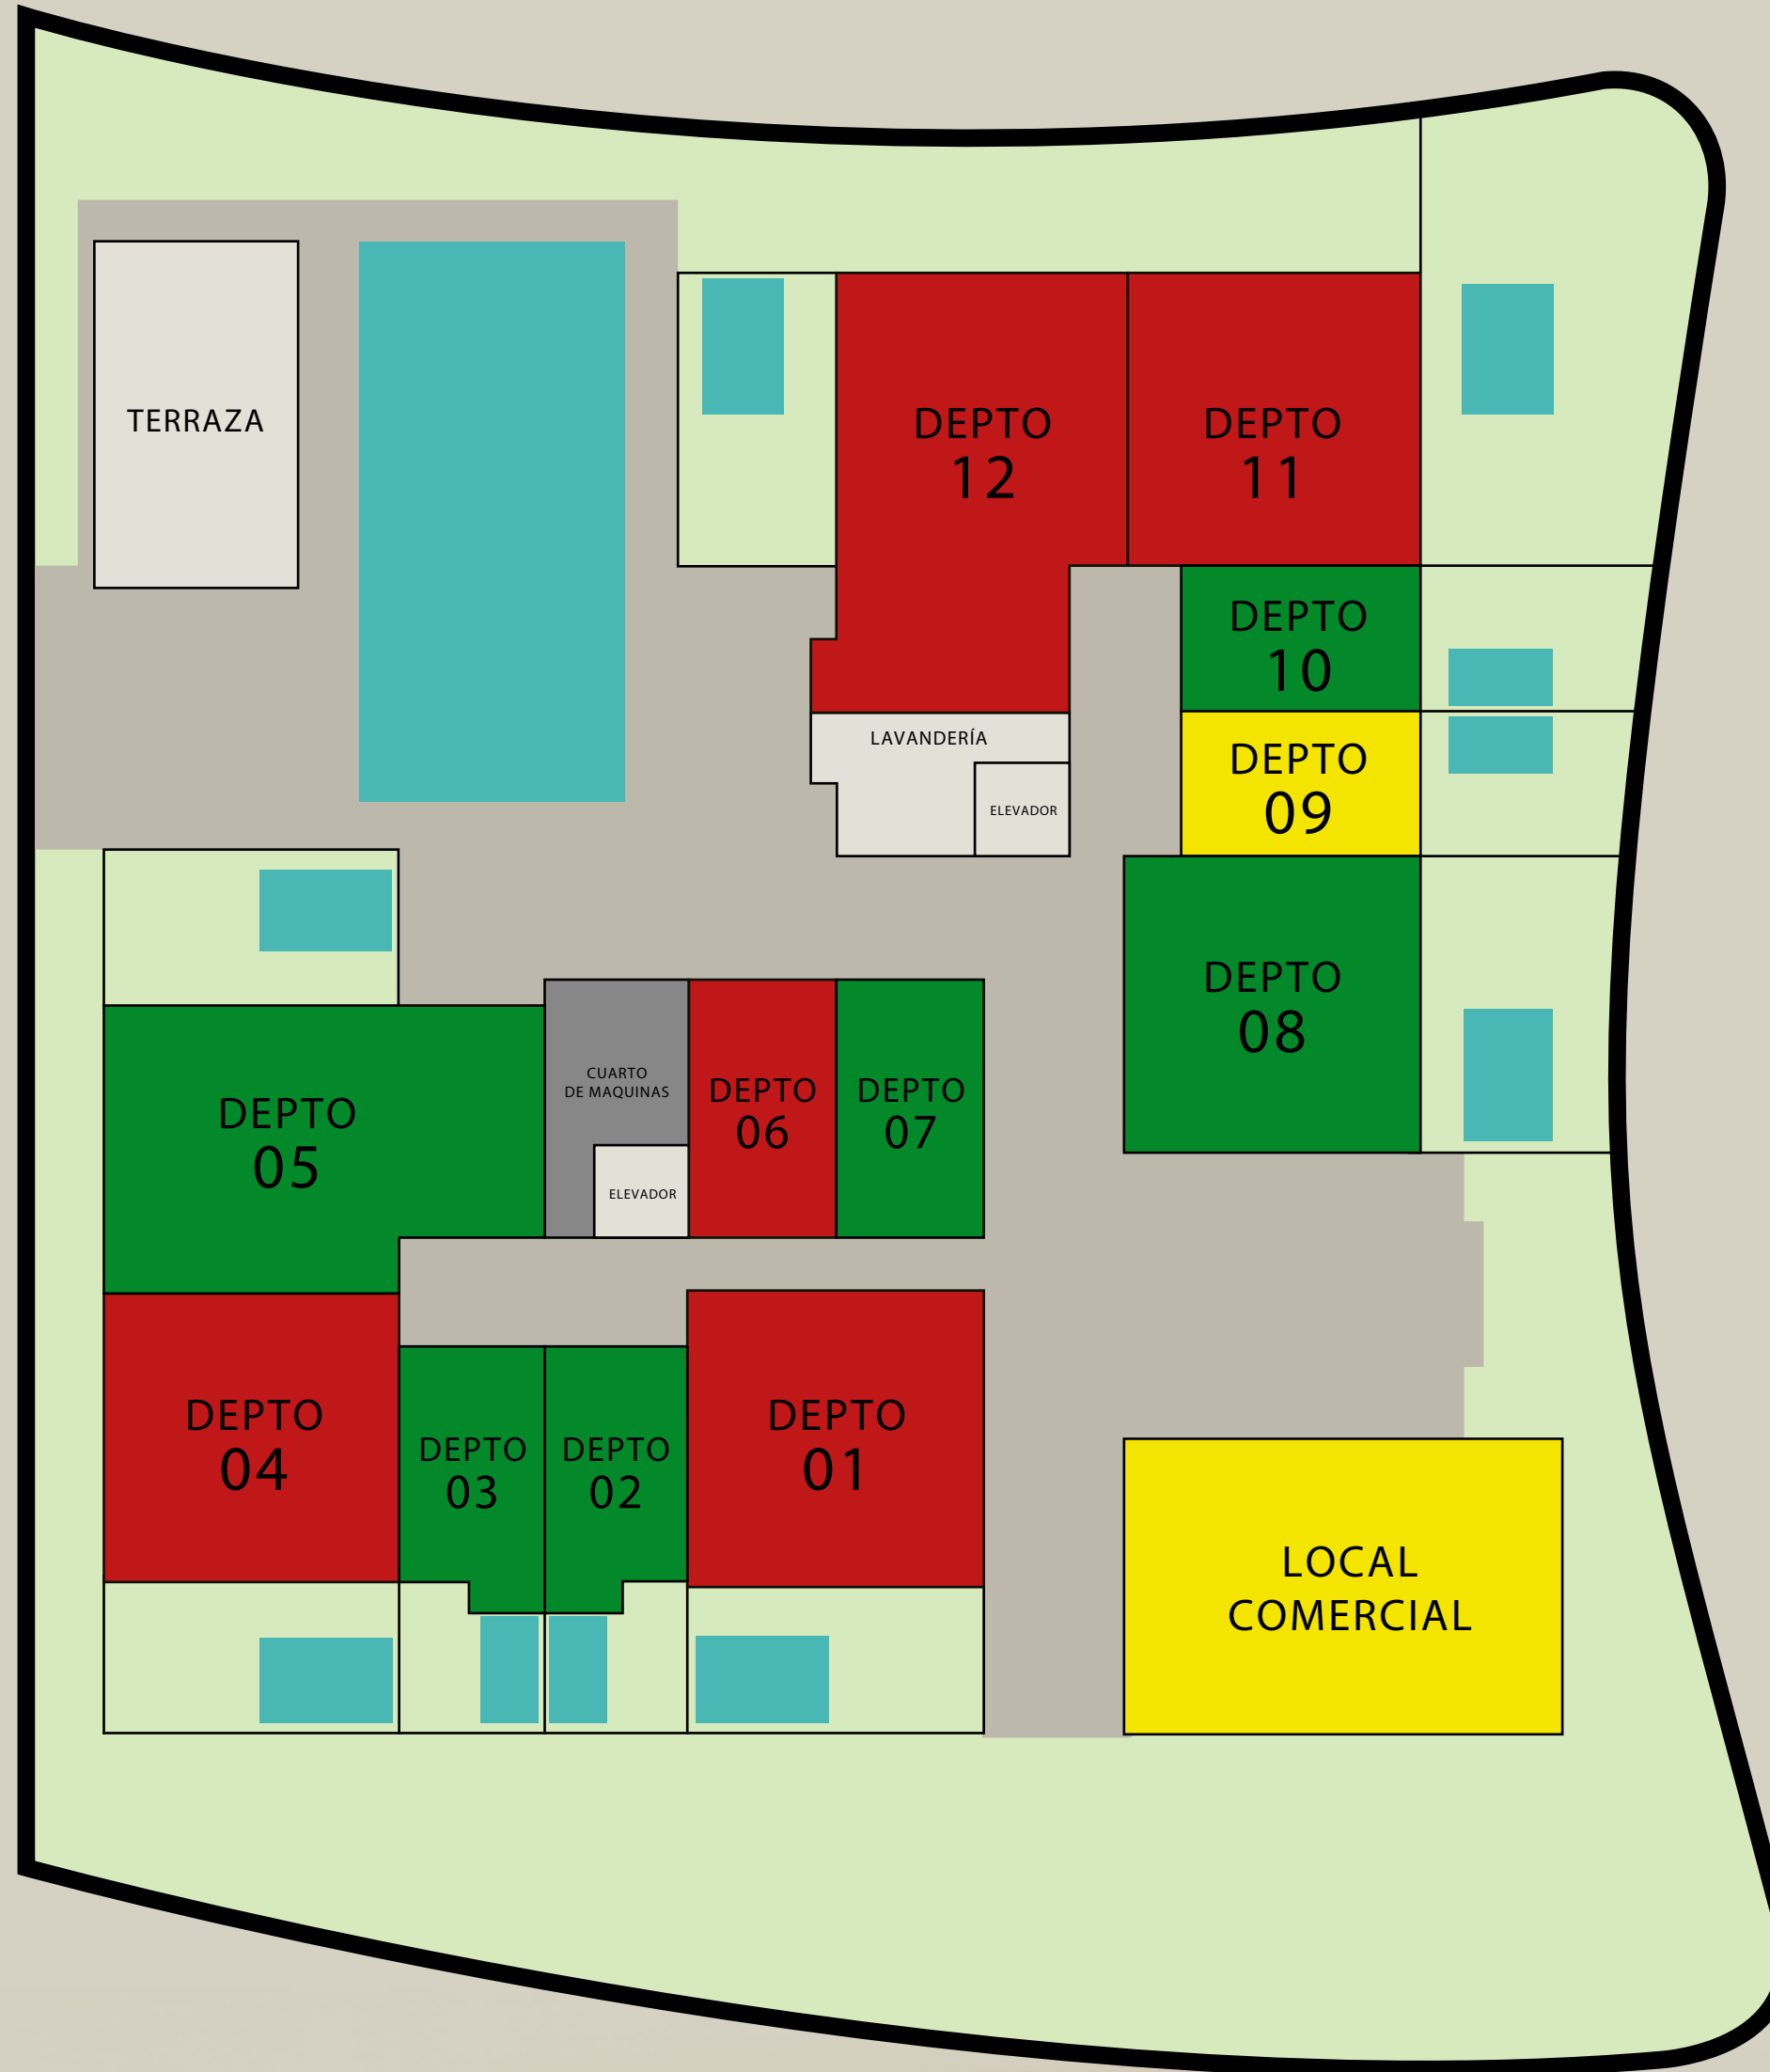 TERRAZA
DEPTO
12
DEPTO
11
DEPTO
10
LAVANDERÍA
ELEVADOR
DEPTO
09
DEPTO
08
DEPTO
05
CUARTO
DE MAQUINAS
ELEVADOR
DEPTO
06
DEPTO
07
DEPTO
04
DEPTO
03
DEPTO
02
DEPTO
01
LOCAL
COMERCIAL